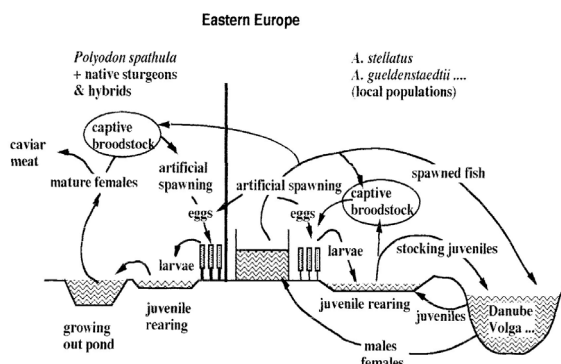 Eastern Europe
Polyodon spathula
+ native sturgeons
& hybrids
A. stellatus
A. gueldenstaedtii ....
(local populations)
captive
broodstock
caviar
meat
mature females
artificial
spawning
eggs
larvae
juvenile
rearing
growing
out pond
artificial spawning
eggs
larvae
captive
broodstock
spawned fish
stocking juveniles
juvenile rearing
juveniles
Danube
Volga ...
males
females